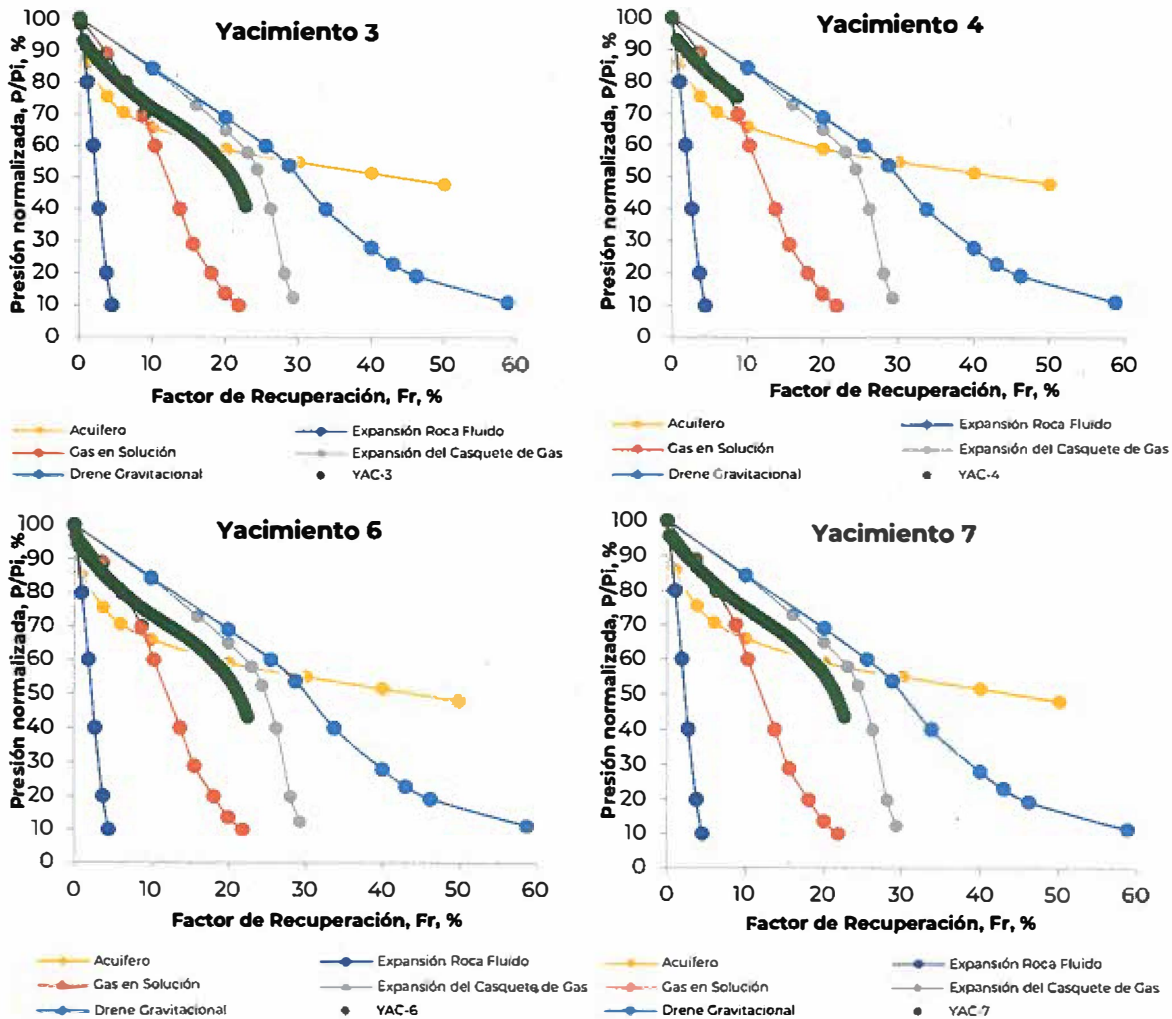 Yacimiento 3
Presión normalizada, P/Pi, %
100
90
80
70
60
50
40
30
20
10
0
0 10 20 30 40 50 60
Factor de Recuperación, Fr, %
Acuífero
Expansión Roca Fluido
Gas en Solución
Expansión del Casquete de Gas
Drene Gravitacional
YAC-3
Yacimiento 4
Presión normalizada, P/Pi, %
100
90
80
70
60
50
40
30
20
10
0
0 10 20 30 40 50 60
Factor de Recuperación, Fr, %
Acuífero
Expansión Roca Fluido
Gas en Solución
Expansión del Casquete de Gas
Drene Gravitacional
YAC-4
Yacimiento 6
Presión normalizada, P/Pi, %
100
90
80
70
60
50
40
30
20
10
0
0 10 20 30 40 50 60
Factor de Recuperación, Fr, %
Acuífero
Expansión Roca Fluido
Gas en Solución
Expansión del Casquete de Gas
Drene Gravitacional
YAC-6
Yacimiento 7
Presión normalizada, P/Pi, %
100
90
80
70
60
50
40
30
20
10
0
0 10 20 30 40 50 60
Factor de Recuperación, Fr, %
Acuífero
Expansión Roca Fluido
Gas en Solución
Expansión del Casquete de Gas
Drene Gravitacional
YAC-7